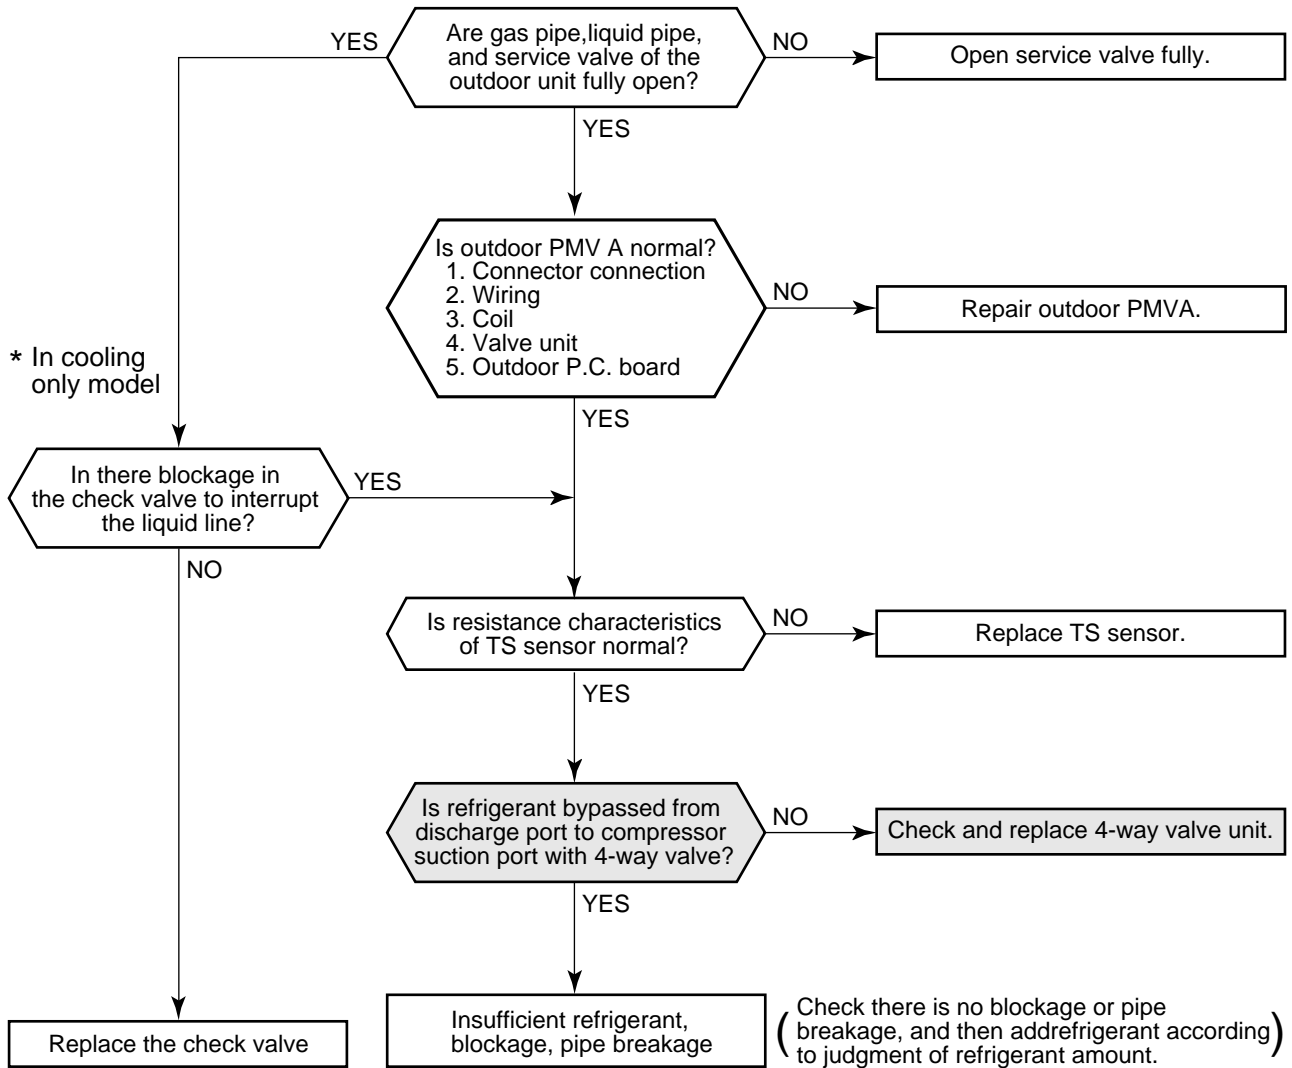 Are gas pipe,liquid pipe,
and service valve of the
outdoor unit fully open?
YES
NO
Open service valve fully.
YES
Is outdoor PMV A normal?
1. Connector connection
2. Wiring
3. Coil
4. Valve unit
5. Outdoor P.C. board
NO
Repair outdoor PMVA.
* In cooling
only model
YES
In there blockage in
the check valve to interrupt
the liquid line?
YES
NO
Is resistance characteristics
of TS sensor normal?
NO
Replace TS sensor.
YES
Is refrigerant bypassed from
discharge port to compressor
suction port with 4-way valve?
NO
Check and replace 4-way valve unit.
YES
Replace the check valve
Insufficient refrigerant,
blockage, pipe breakage
(Check there is no blockage or pipe
breakage, and then addrefrigerant according
to judgment of refrigerant amount.)